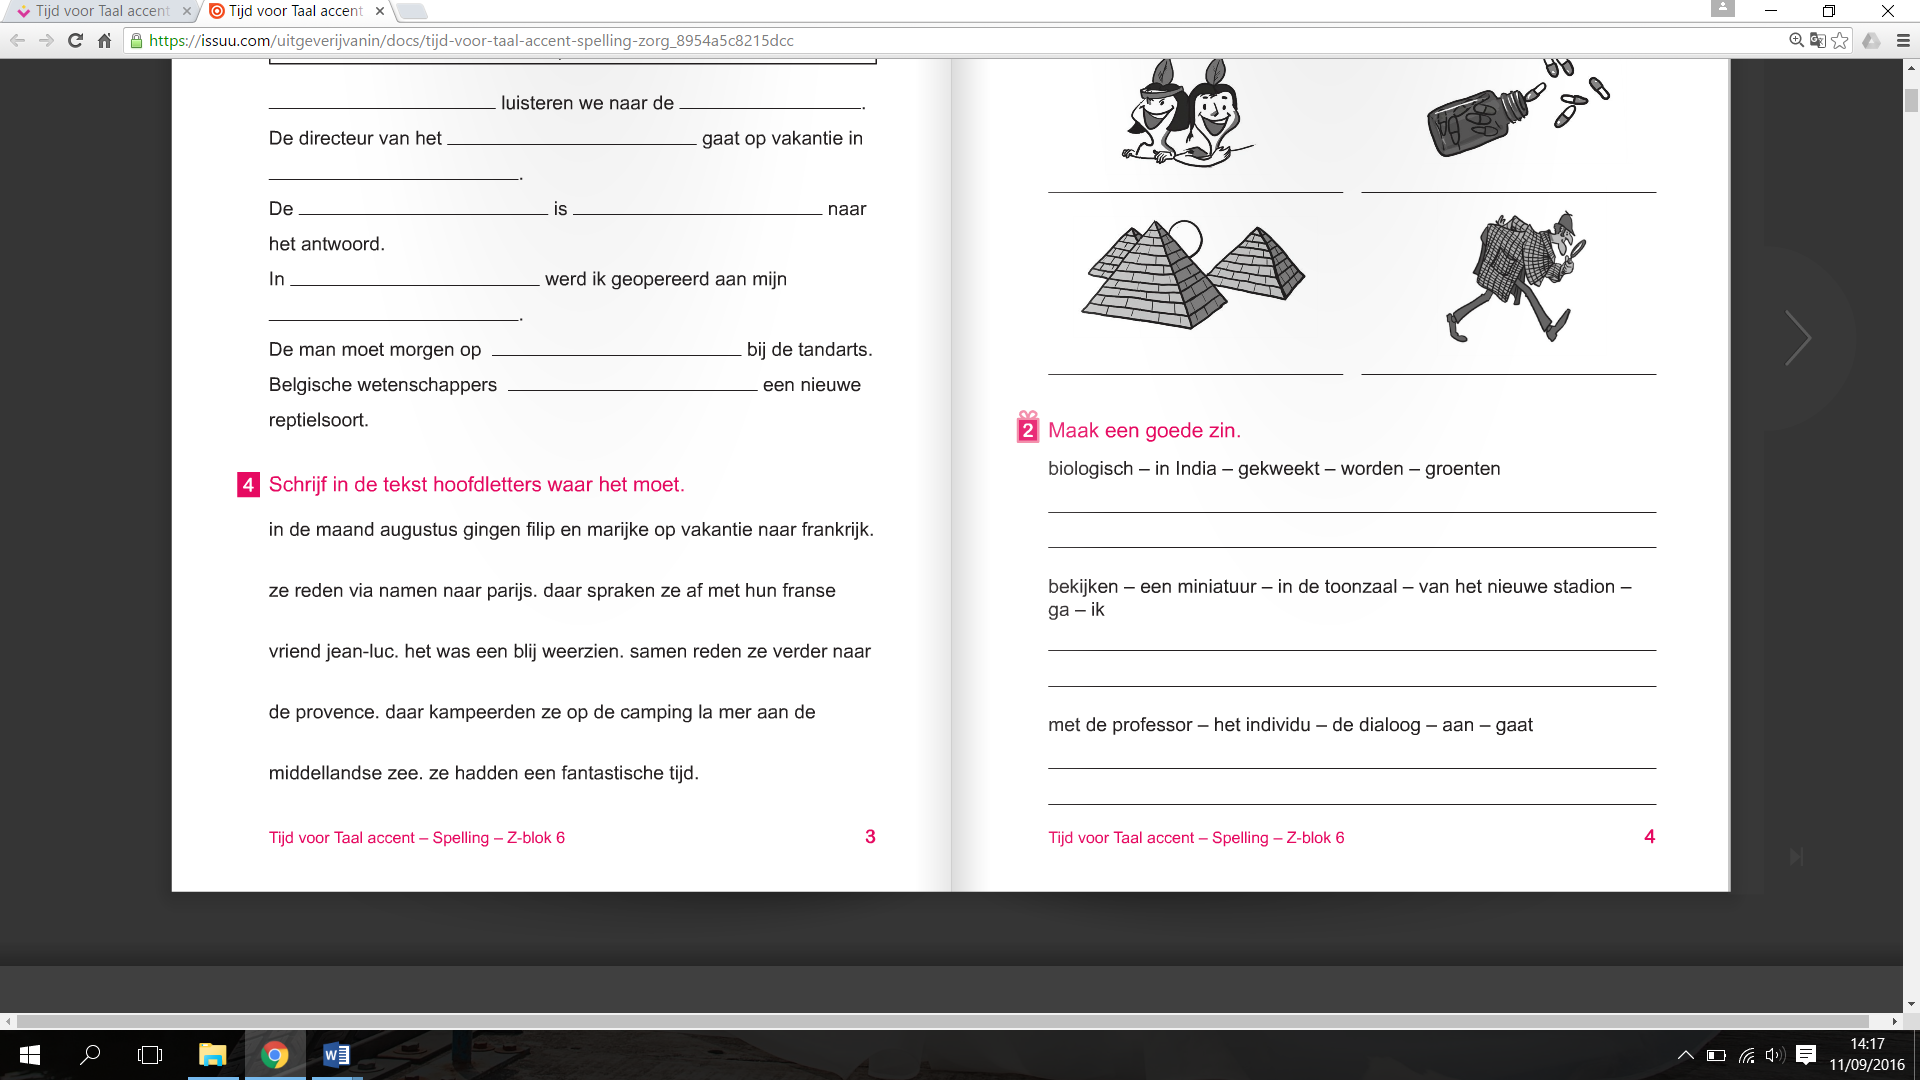 Tijd voor Taal accent
Tijd voor Taal accent
https://issuu.com/uitgeverijvanin/docs/tijd-voor-taal-accent-spelling-zorg_8954a5c8215dcc
luisteren we naar de .
De directeur van het gaat op vakantie in
.
De is naar
het antwoord.
In werd ik geopereerd aan mijn
.
De man moet morgen op bij de tandarts.
Belgische wetenschappers een nieuwe
reptielsoort.
4 Schrijf in de tekst hoofdletters waar het moet.
in de maand augustus gingen filip en marijke op vakantie naar frankrijk.
ze reden via namen naar parijs. daar spraken ze af met hun franse
vriend jean-luc. het was een blij weerzien. samen reden ze verder naar
de provence. daar kampeerden ze op de camping la mer aan de
middellandse zee. ze hadden een fantastische tijd.
Tijd voor Taal accent – Spelling – Z-blok 6 3
2 Maak een goede zin.
biologisch – in India – gekweekt – worden – groenten
bekijken – een miniatuur – in de toonzaal – van het nieuwe stadion –
ga – ik
met de professor – het individu – de dialoog – aan – gaat
Tijd voor Taal accent – Spelling – Z-blok 6 4
14:17
11/09/2016